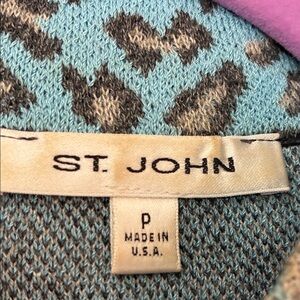 ST. JOHN
P
MADE IN
U.S.A.